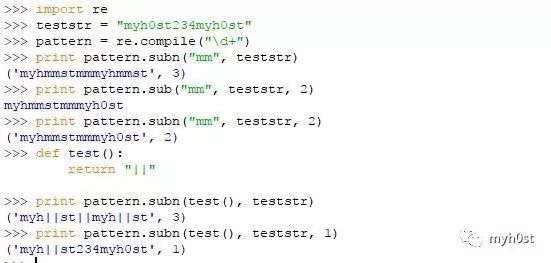 >>> import re
>>> teststr = "myh0st234myh0st"
>>> pattern = re.compile("\d+")
>>> print pattern.subn("mm", teststr)
('myhmmstmmmyhmmst', 3)
>>> print pattern.sub("mm", teststr, 2)
myhmmstmmmyh0st
>>> print pattern.subn("mm", teststr, 2)
('myhmmstmmmyh0st', 2)
>>> def test():
        return "||"
>>> print pattern.subn(test(), teststr)
('myh||st||myh||st', 3)
>>> print pattern.subn(test(), teststr, 1)
('myh||st234myh0st', 1)
>>>
myh0st